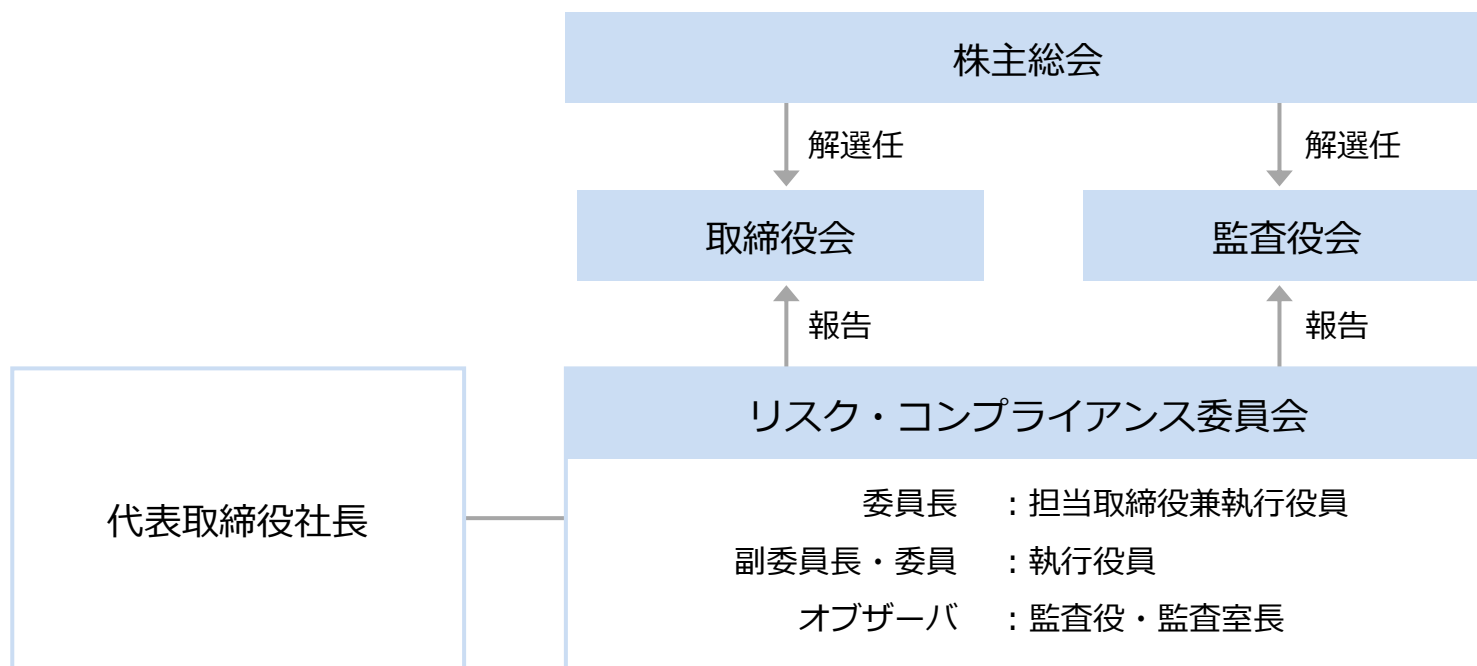 株主総会
解選任
解選任
取締役会
監査役会
報告
報告
リスク・コンプライアンス委員会
代表取締役社長
委員長 :担当取締役兼執行役員
副委員長・委員 :執行役員
オブザーバ :監査役・監査室長